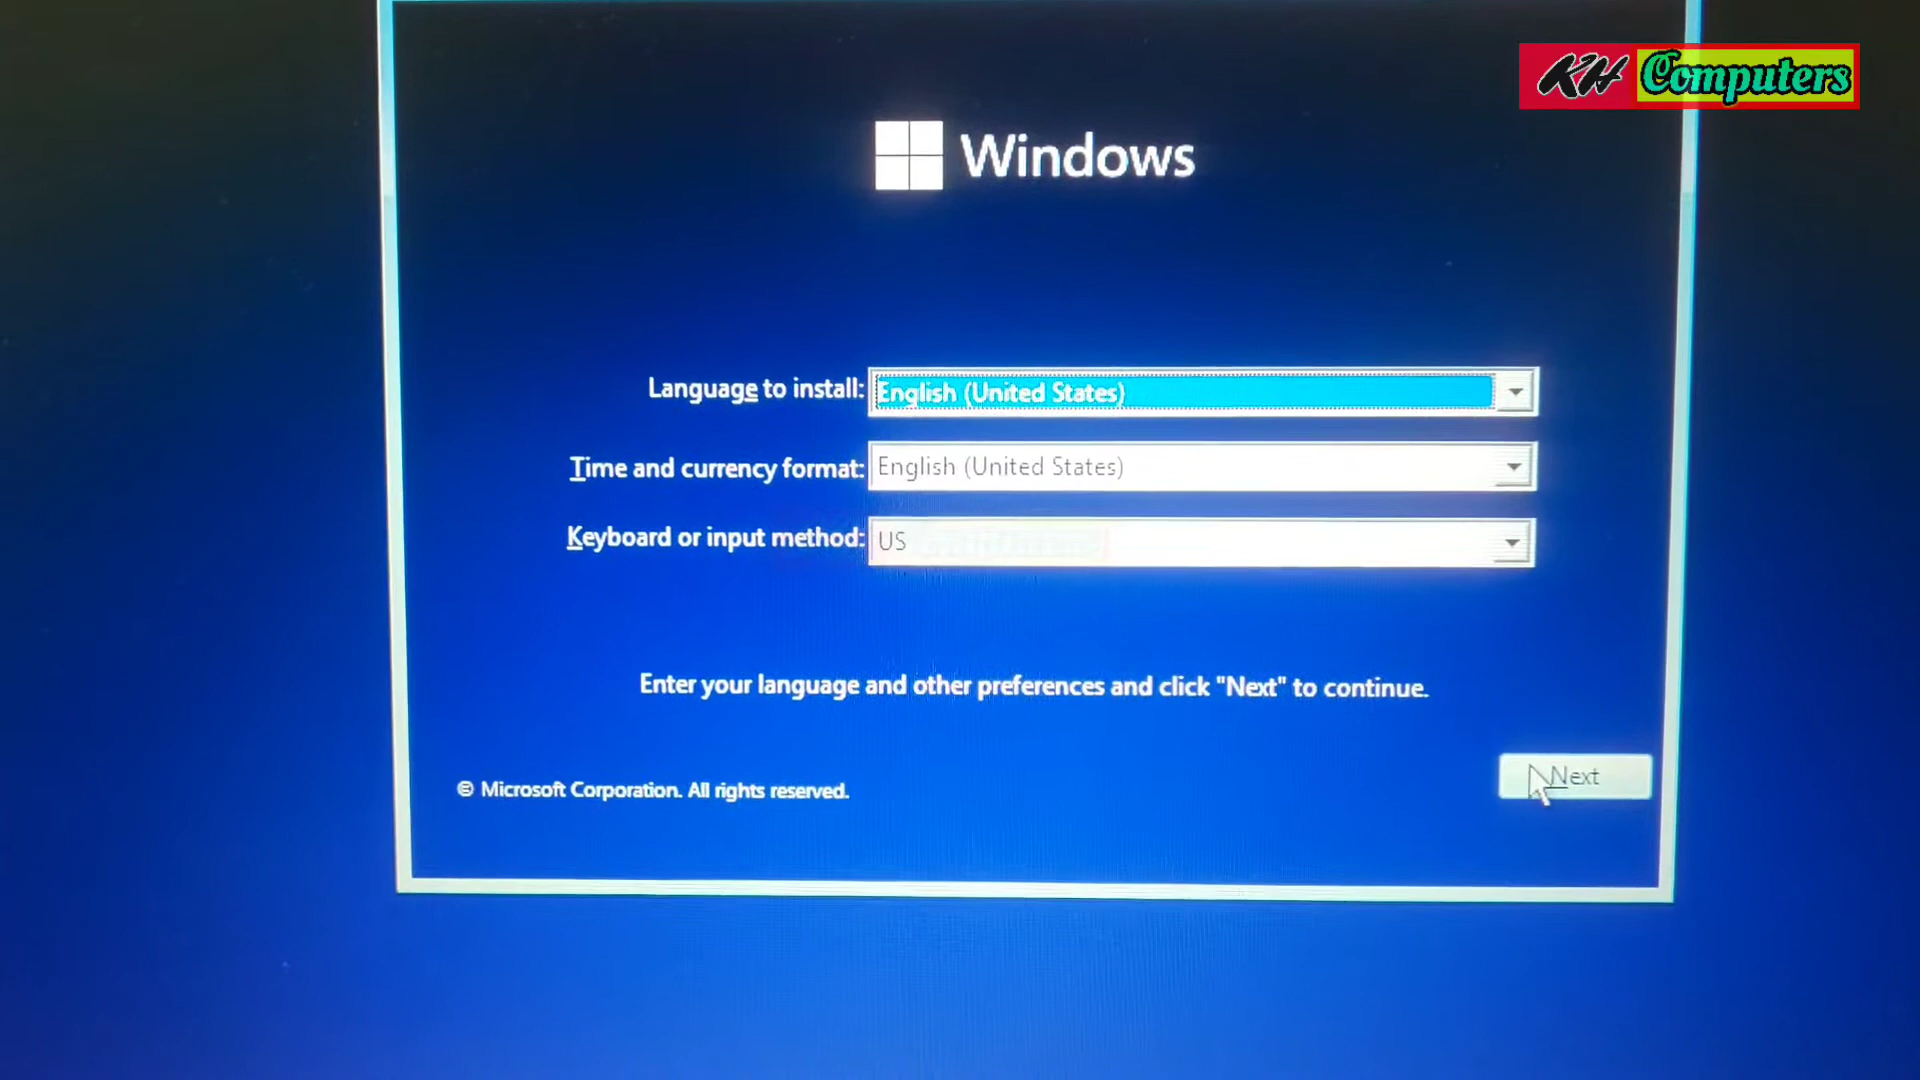 KH Computers
Windows
Language to install: English (United States)
Time and currency format: English (United States)
Keyboard or input method: US
Enter your language and other preferences and click "Next" to continue.
Next
© Microsoft Corporation. All rights reserved.